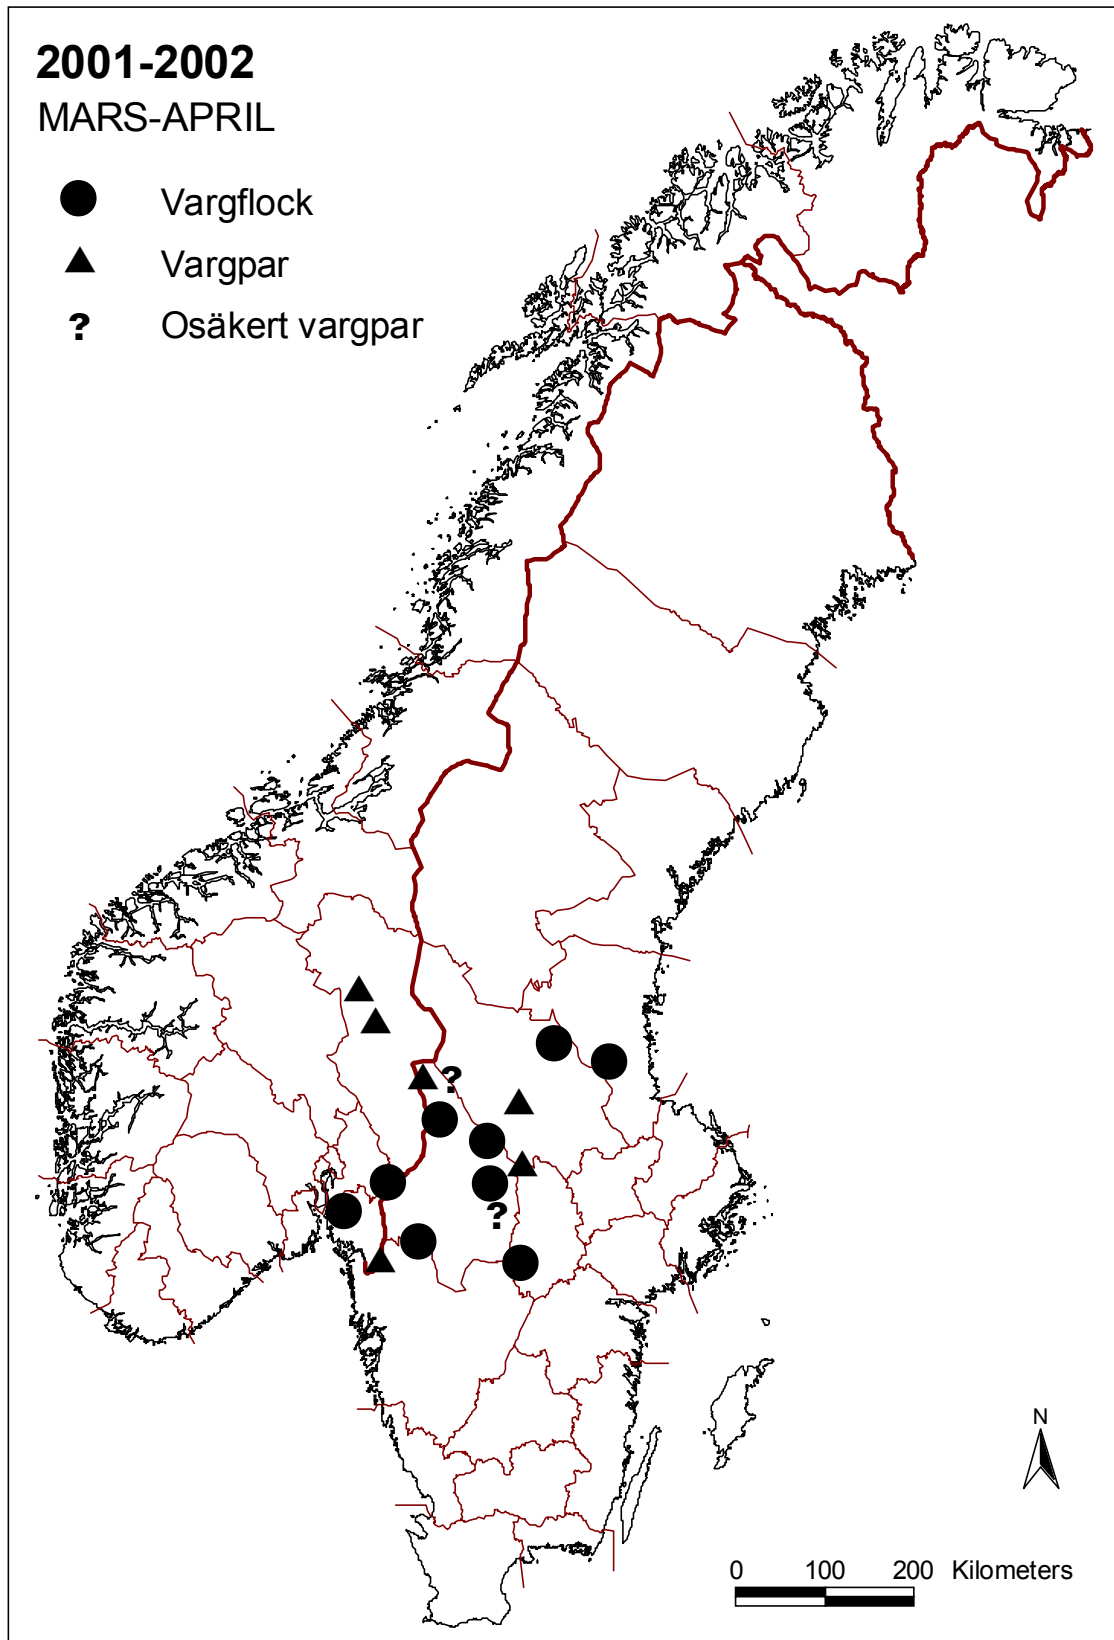 2001-2002
MARS-APRIL
Vargflock
Vargpar
? Osäkert vargpar
?
?
N
0 100 200 Kilometers